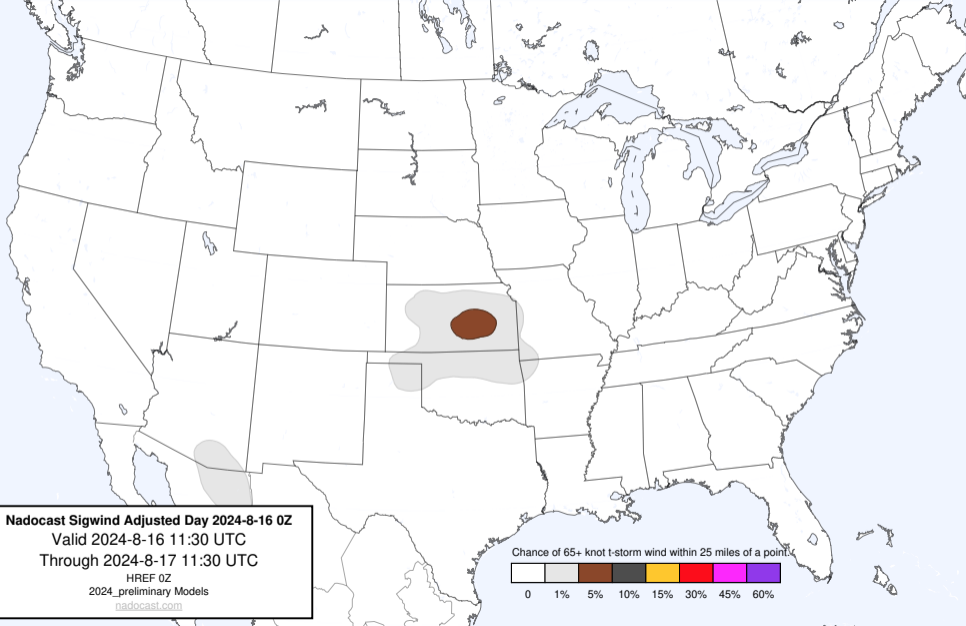 Nadocast Sigwind Adjusted Day 2024-8-16 0Z
Valid 2024-8-16 11:30 UTC
Through 2024-8-17 11:30 UTC
HREF 0Z
2024_preliminary Models
nadocast.com
Chance of 65+ knot t-storm wind within 25 miles of a point.
0 1% 5% 10% 15% 30% 45% 60%